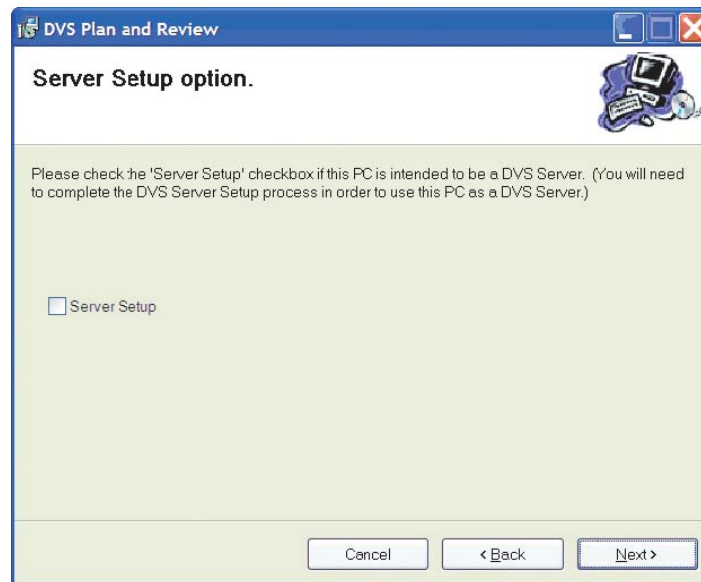 DVS Plan and Review
Server Setup option.
Please check the 'Server Setup' checkbox if this PC is intended to be a DVS Server. (You will need
to complete the DVS Server Setup process in order to use this PC as a DVS Server.)
Server Setup
Cancel
< Back
Next >